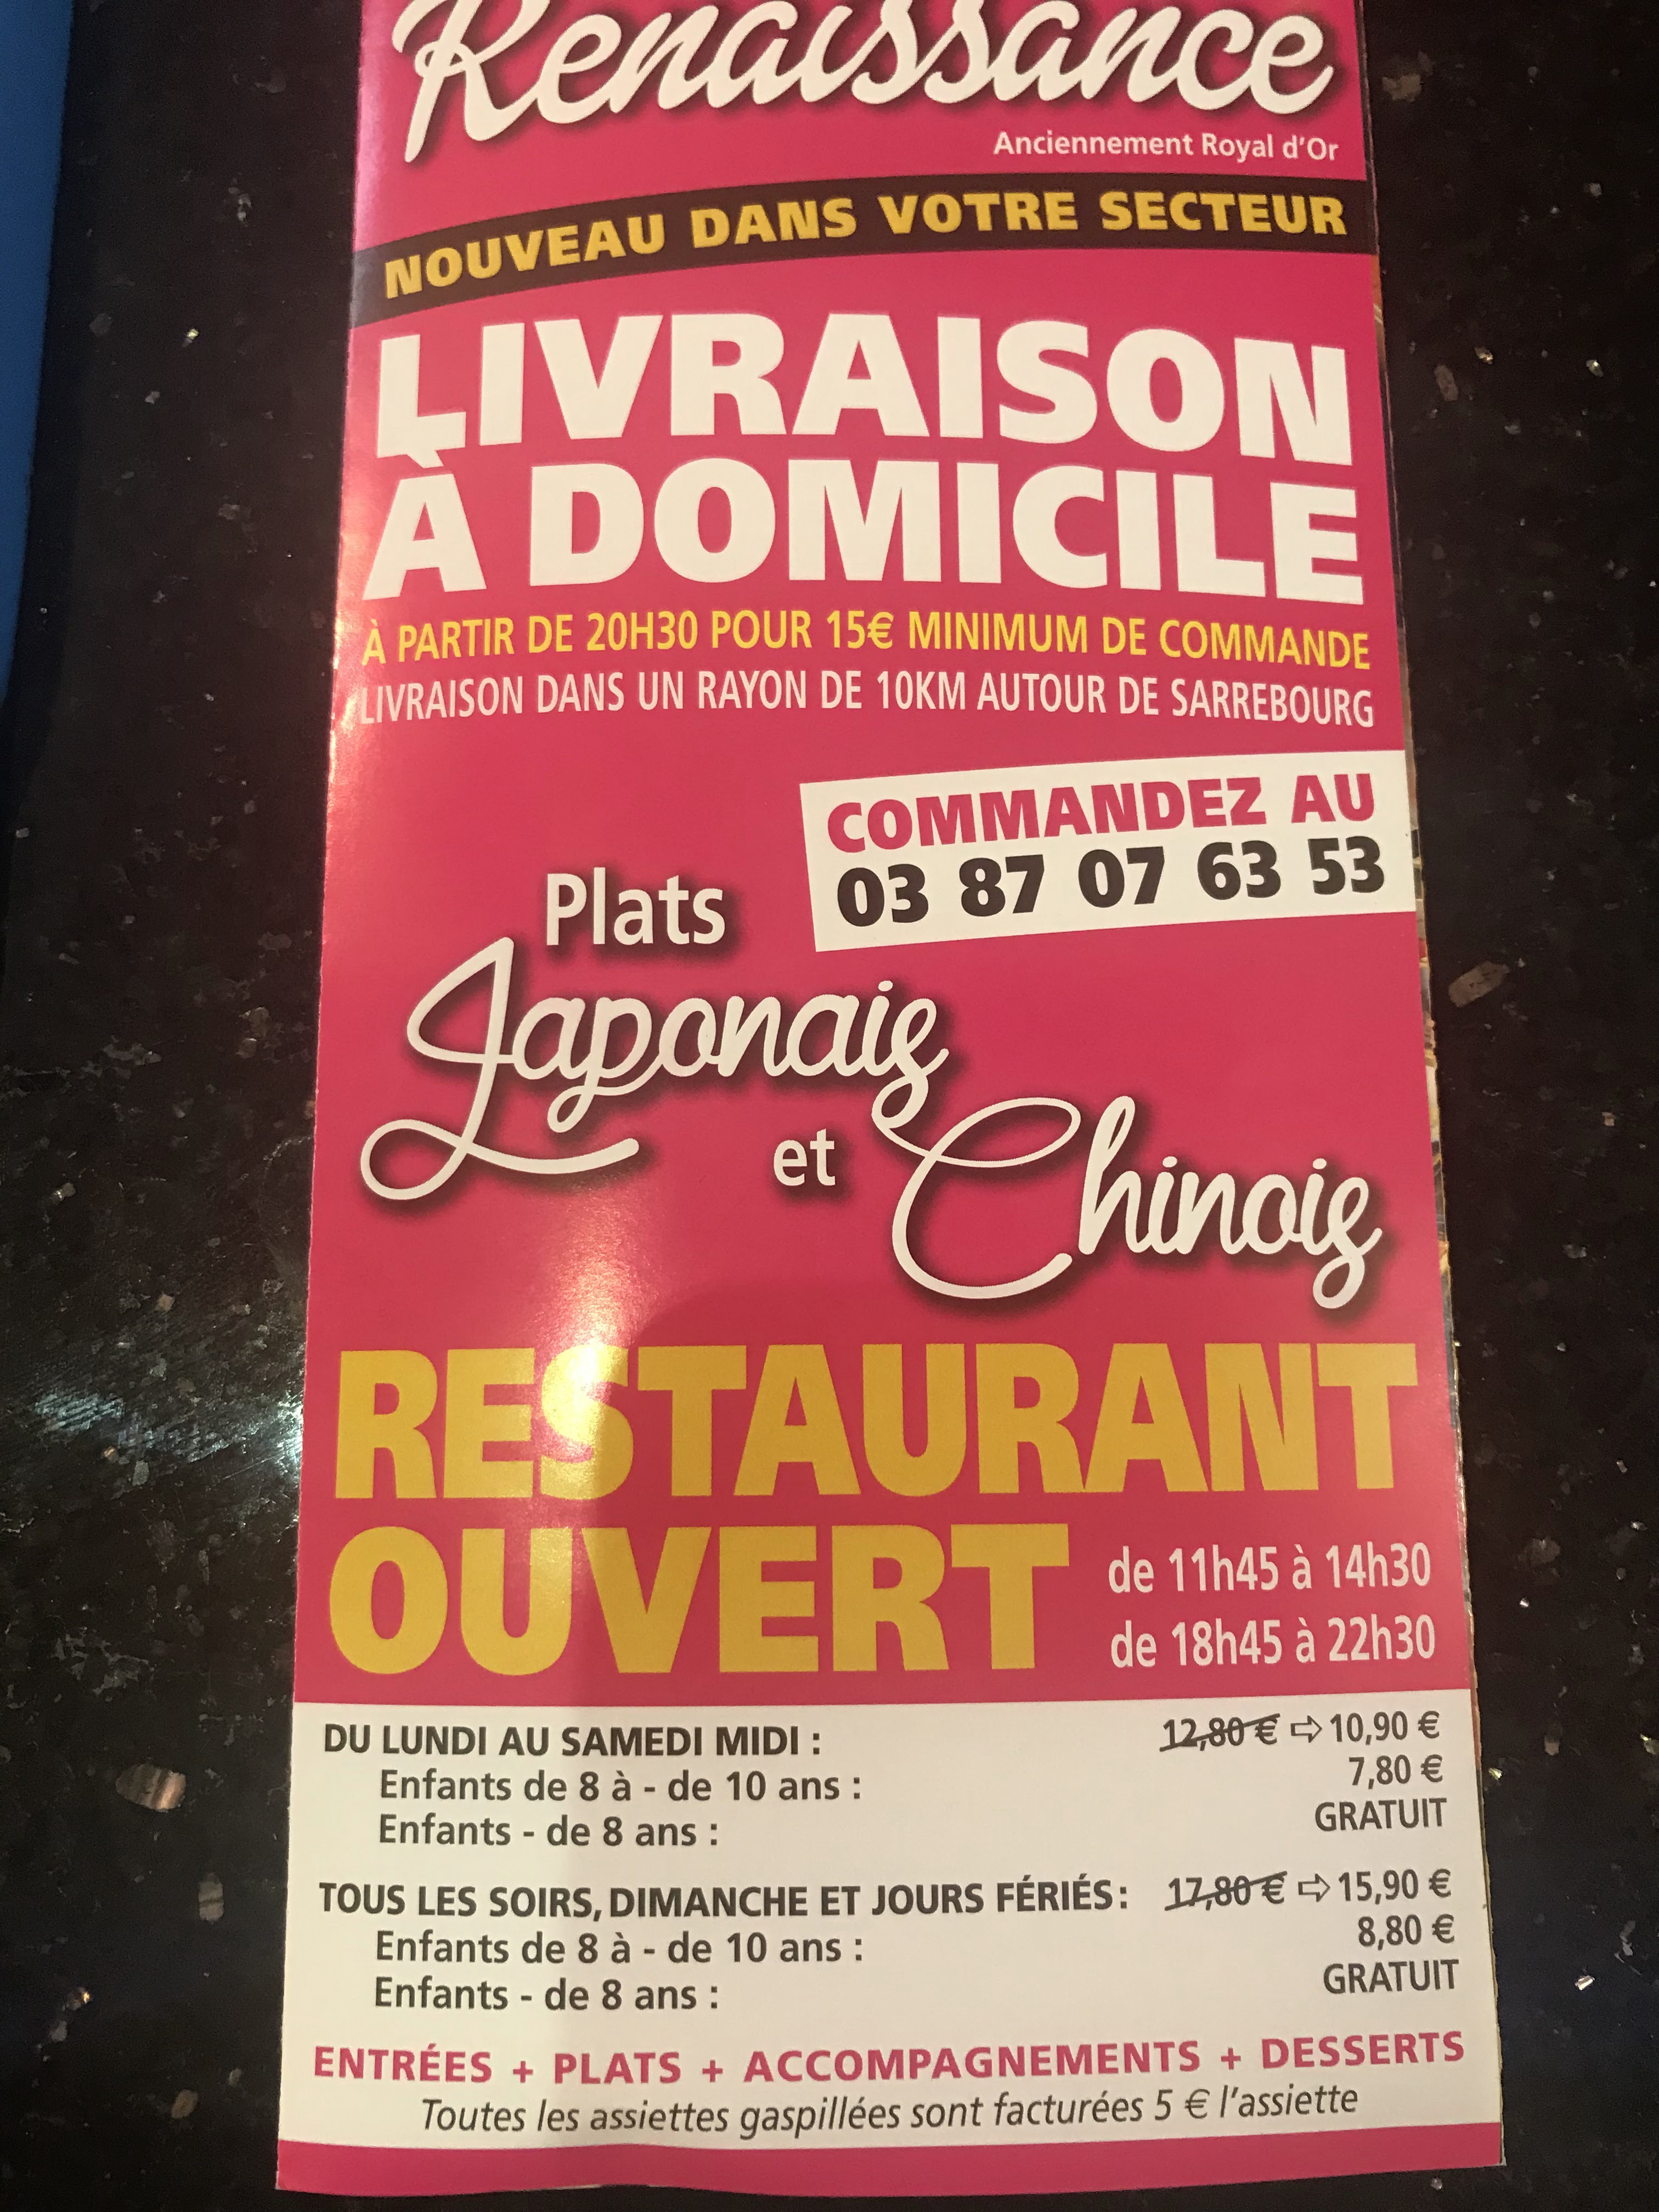 Renaissance
Anciennement Royal d'Or
NOUVEAU DANS VOTRE SECTEUR
LIVRAISON
À DOMICILE
À PARTIR DE 20H30 POUR 15€ MINIMUM DE COMMANDE
LIVRAISON DANS UN RAYON DE 10KM AUTOUR DE SARREBOURG
COMMANDEZ AU
03 87 07 63 53
Plats
Japonais
et
Chinois
RESTAURANT
OUVERT
de 11h45 à 14h30
de 18h45 à 22h30
DU LUNDI AU SAMEDI MIDI : 12,80 € ⇨ 10,90 €
Enfants de 8 à - de 10 ans : 7,80 €
Enfants - de 8 ans : GRATUIT
TOUS LES SOIRS, DIMANCHE ET JOURS FÉRIÉS : 17,80 € ⇨ 15,90 €
Enfants de 8 à - de 10 ans : 8,80 €
Enfants - de 8 ans : GRATUIT
ENTRÉES + PLATS + ACCOMPAGNEMENTS + DESSERTS
Toutes les assiettes gaspillées sont facturées 5 € l'assiette